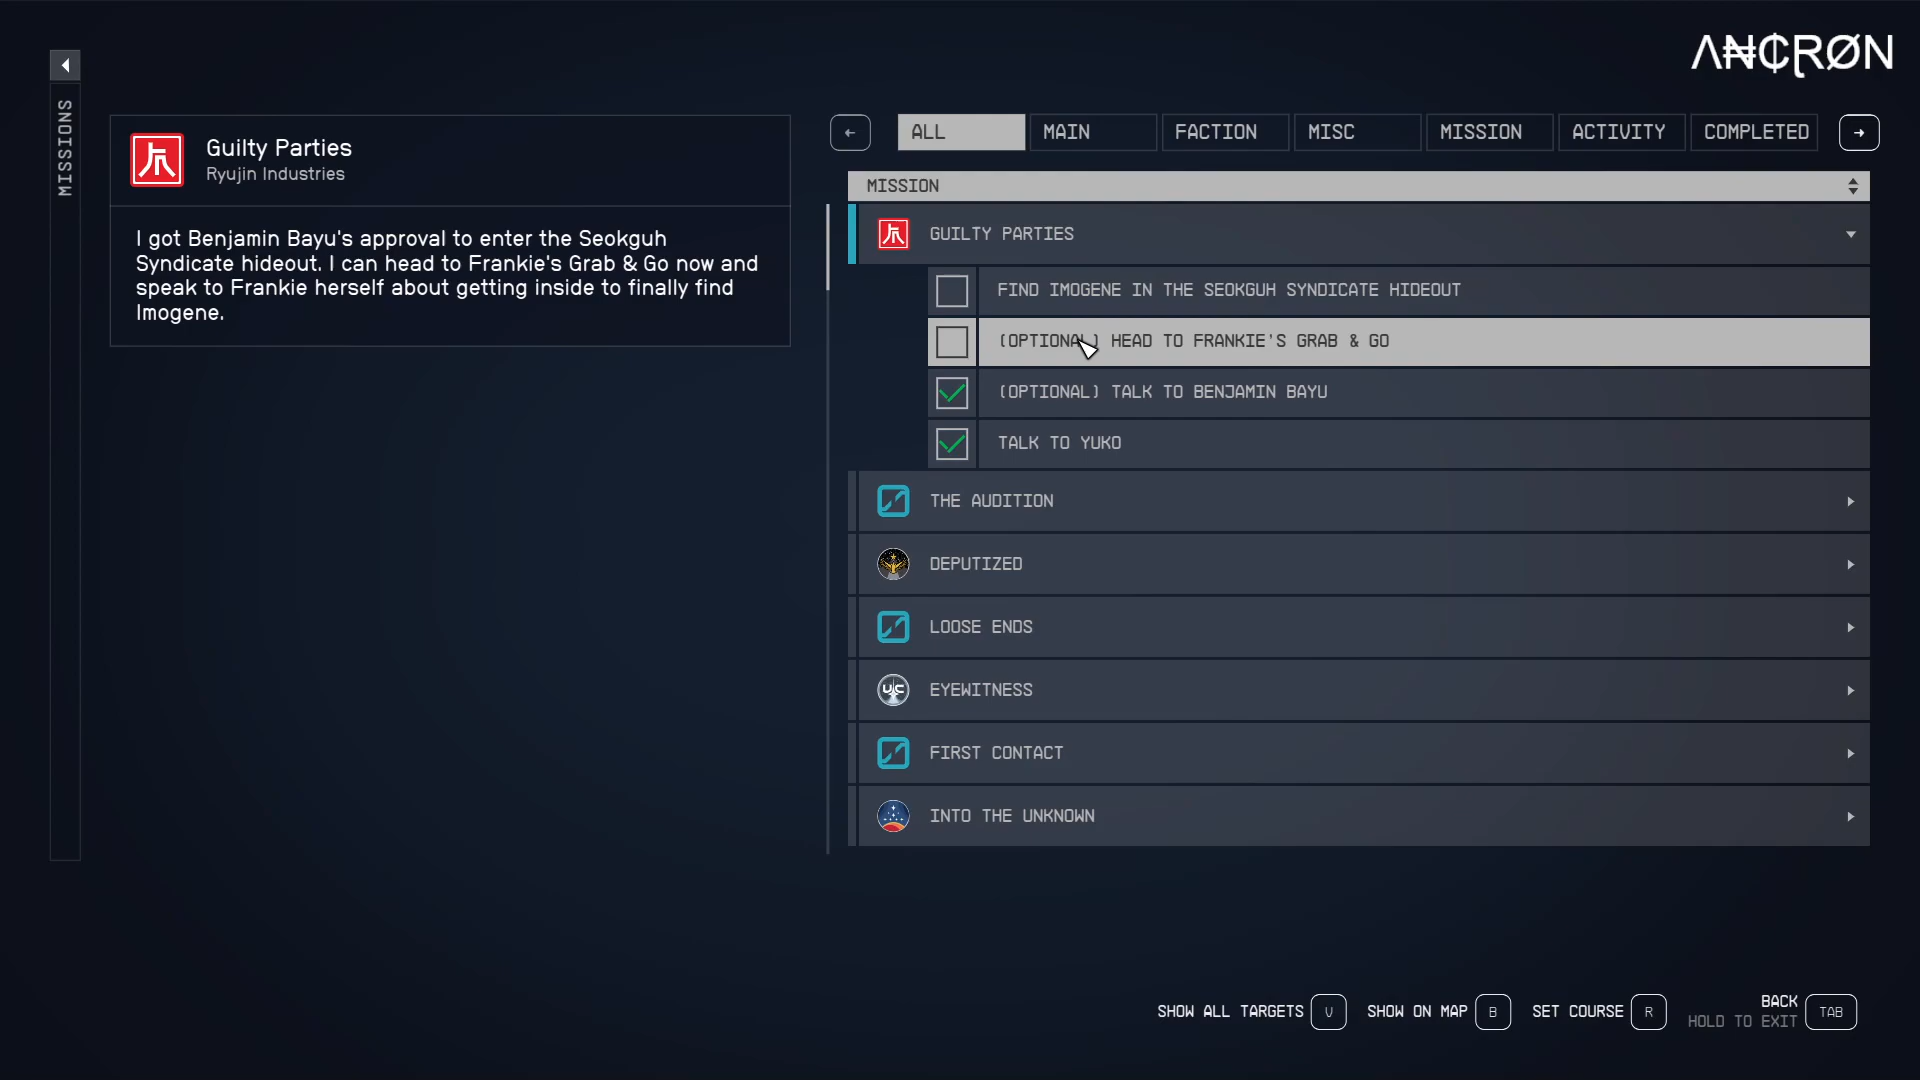 Λ₦₵ⱤØN
MISSIONS
Guilty Parties
Ryujin Industries
I got Benjamin Bayu's approval to enter the Seokguh
Syndicate hideout. I can head to Frankie's Grab & Go now and
speak to Frankie herself about getting inside to finally find
Imogene.
ALL
MAIN
FACTION
MISC
MISSION
ACTIVITY
COMPLETED
MISSION
GUILTY PARTIES
FIND IMOGENE IN THE SEOKGUH SYNDICATE HIDEOUT
(OPTIONAL) HEAD TO FRANKIE'S GRAB & GO
(OPTIONAL) TALK TO BENJAMIN BAYU
TALK TO YUKO
THE AUDITION
DEPUTIZED
LOOSE ENDS
UC
EYEWITNESS
FIRST CONTACT
INTO THE UNKNOWN
SHOW ALL TARGETS V
SHOW ON MAP B
SET COURSE R
BACK
HOLD TO EXIT
TAB